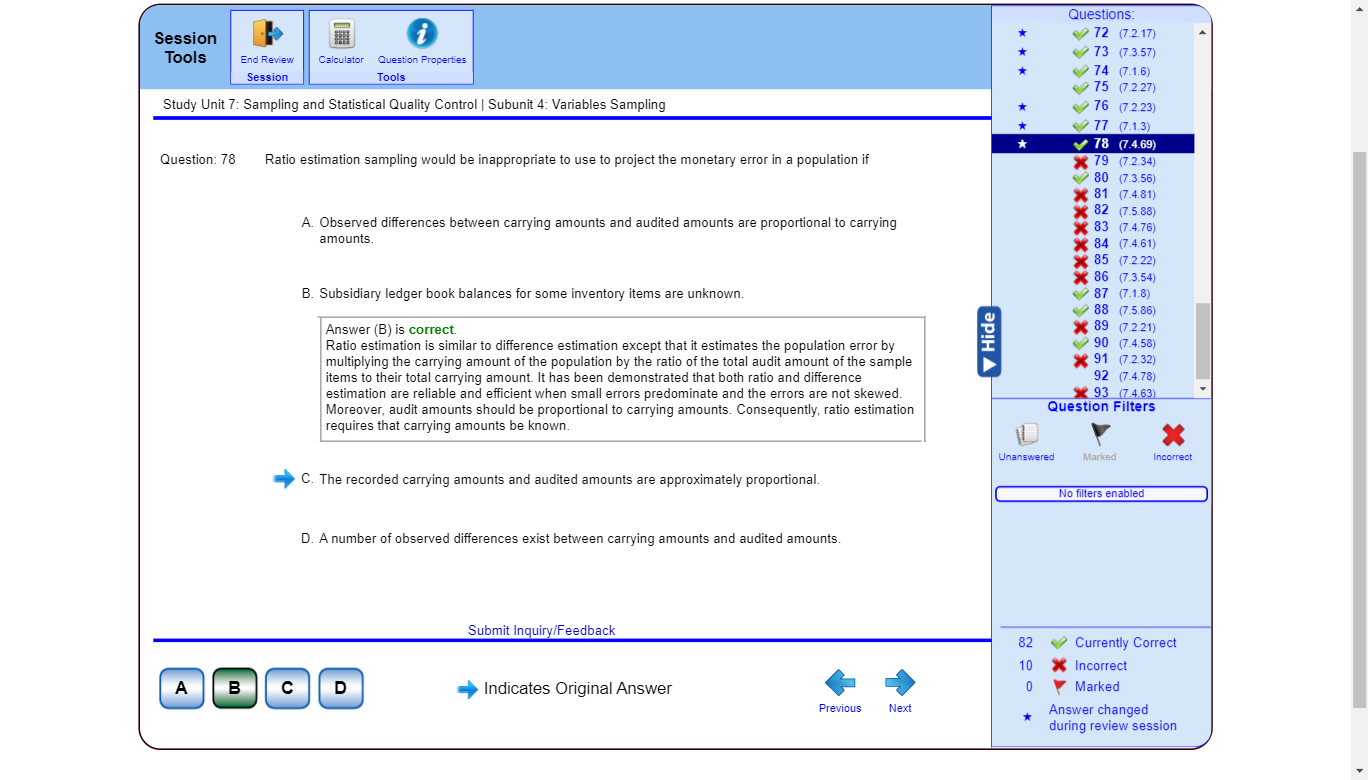 Session
Tools
End Review
Session
Calculator
Question Properties
Tools
Study Unit 7: Sampling and Statistical Quality Control | Subunit 4: Variables Sampling
Question: 78
Ratio estimation sampling would be inappropriate to use to project the monetary error in a population if
A. Observed differences between carrying amounts and audited amounts are proportional to carrying
amounts.
B. Subsidiary ledger book balances for some inventory items are unknown.
Answer (B) is correct.
Ratio estimation is similar to difference estimation except that it estimates the population error by
multiplying the carrying amount of the population by the ratio of the total audit amount of the sample
items to their total carrying amount. It has been demonstrated that both ratio and difference
estimation are reliable and efficient when small errors predominate and the errors are not skewed.
Moreover, audit amounts should be proportional to carrying amounts. Consequently, ratio estimation
requires that carrying amounts be known.
C. The recorded carrying amounts and audited amounts are approximately proportional.
D. A number of observed differences exist between carrying amounts and audited amounts.
Submit Inquiry/Feedback
A
B
C
D
Indicates Original Answer
Previous
Next
Hide
Questions:
72 (7.2.17)
73 (7.3.57)
74 (7.1.6)
75 (7.2.27)
76 (7.2.23)
77 (7.1.3)
78 (7.4.69)
79 (7.2.34)
80 (7.3.56)
81 (7.4.81)
82 (7.5.88)
83 (7.4.76)
84 (7.4.61)
85 (7.2.22)
86 (7.3.54)
87 (7.1.8)
88 (7.5.86)
89 (7.2.21)
90 (7.4.58)
91 (7.2.32)
92 (7.4.78)
93 (7.4.63)
Question Filters
Unanswered
Marked
Incorrect
No filters enabled
82 Currently Correct
10 Incorrect
0 Marked
Answer changed
during review session